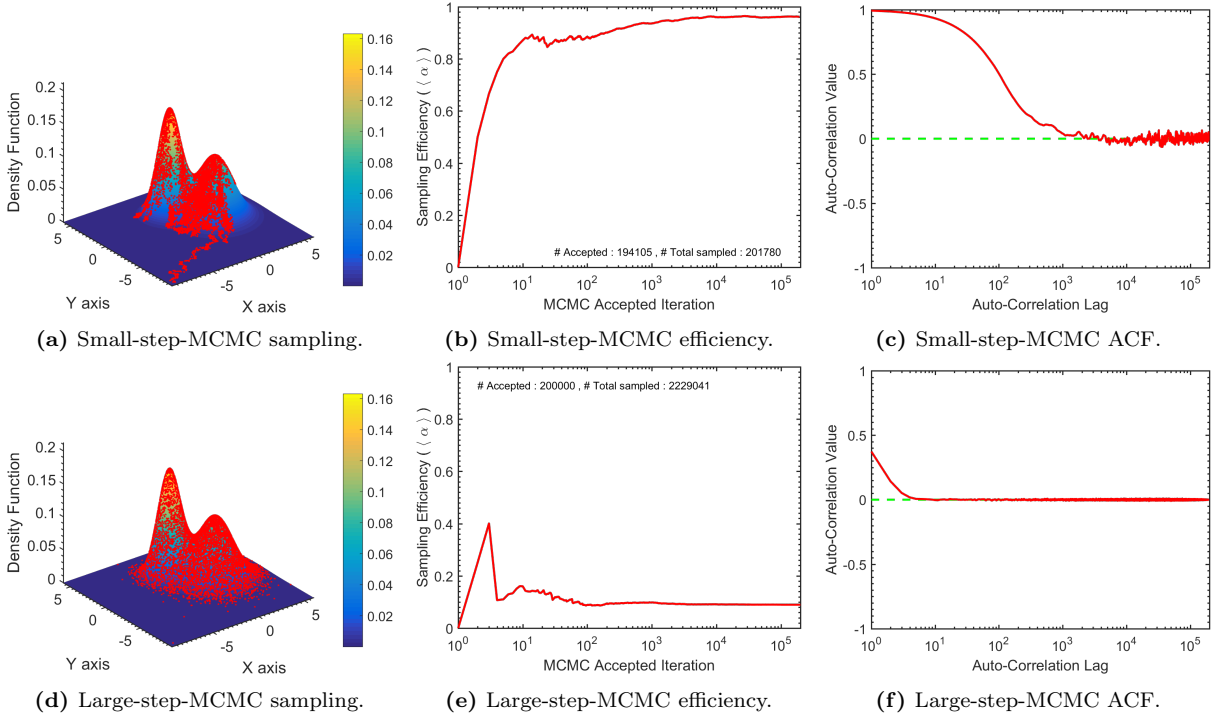 0.2
0.15
0.1
0.05
0
Density Function
5
0
-5
Y axis
-5
0
5
X axis
0.16
0.14
0.12
0.1
0.08
0.06
0.04
0.02
(a) Small-step-MCMC sampling.
1
0.8
0.6
0.4
0.2
0
Sampling Efficiency ( ⟨ α ⟩ )
# Accepted : 194105 , # Total sampled : 201780
10^0 10^1 10^2 10^3 10^4 10^5
MCMC Accepted Iteration
(b) Small-step-MCMC efficiency.
1
0.5
0
-0.5
-1
Auto-Correlation Value
10^0 10^1 10^2 10^3 10^4 10^5
Auto-Correlation Lag
(c) Small-step-MCMC ACF.
0.2
0.15
0.1
0.05
0
Density Function
5
0
-5
Y axis
-5
0
5
X axis
0.16
0.14
0.12
0.1
0.08
0.06
0.04
0.02
(d) Large-step-MCMC sampling.
1
0.8
0.6
0.4
0.2
0
Sampling Efficiency ( ⟨ α ⟩ )
# Accepted : 200000 , # Total sampled : 2229041
10^0 10^1 10^2 10^3 10^4 10^5
MCMC Accepted Iteration
(e) Large-step-MCMC efficiency.
1
0.5
0
-0.5
-1
Auto-Correlation Value
10^0 10^1 10^2 10^3 10^4 10^5
Auto-Correlation Lag
(f) Large-step-MCMC ACF.